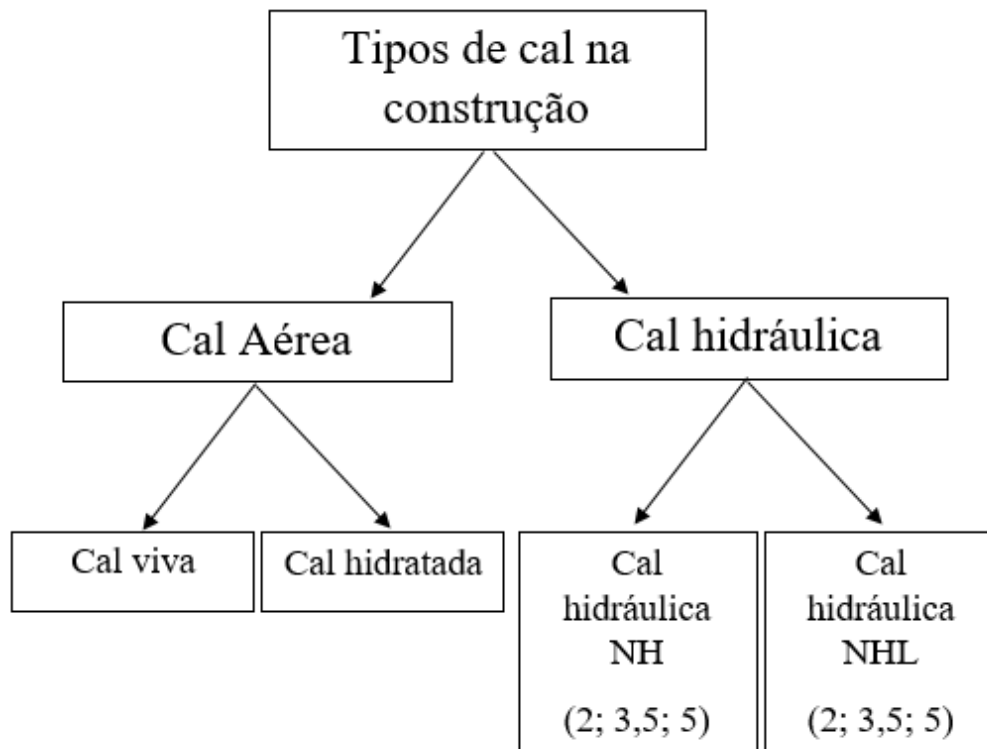 Tipos de cal na
construção
Cal Aérea
Cal hidráulica
Cal viva
Cal hidratada
Cal
hidráulica
NH
(2; 3,5; 5)
Cal
hidráulica
NHL
(2; 3,5; 5)